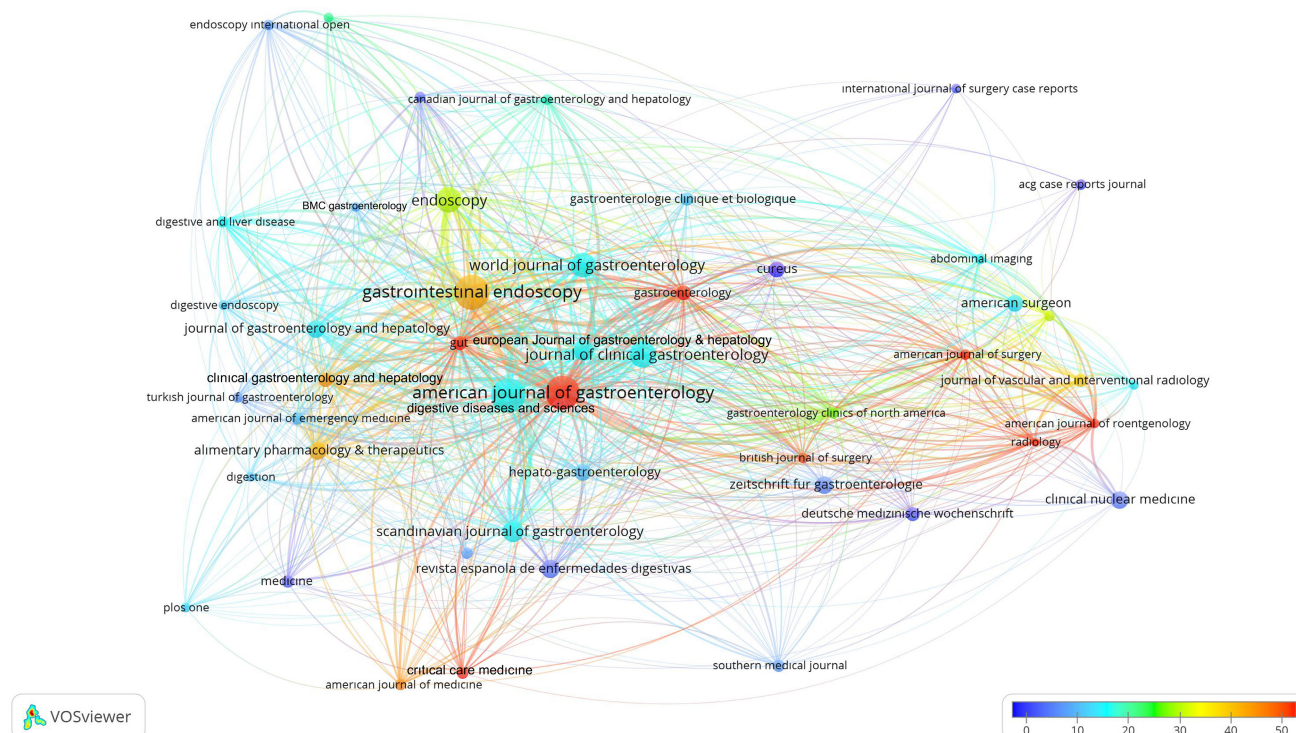 endoscopy international open
international journal of surgery case reports
canadian journal of gastroenterology and hepatology
acg case reports journal
endoscopy
gastroenterologie clinique et biologique
BMC gastroenterology
digestive and liver disease
abdominal imaging
world journal of gastroenterology
cureus
gastrointestinal endoscopy
gastroenterology
digestive endoscopy
american surgeon
journal of gastroenterology and hepatology
gut
european Journal of gastroenterology & hepatology
journal of clinical gastroenterology
american journal of surgery
clinical gastroenterology and hepatology
journal of vascular and interventional radiology
american journal of gastroenterology
turkish journal of gastroenterology
digestive diseases and sciences
gastroenterology clinics of north america
american journal of emergency medicine
american journal of roentgenology
radiology
alimentary pharmacology & therapeutics
british journal of surgery
hepato-gastroenterology
digestion
zeitschrift fur gastroenterologie
clinical nuclear medicine
deutsche medizinische wochenschrift
scandinavian journal of gastroenterology
revista espanola de enfermedades digestivas
medicine
plos one
southern medical journal
critical care medicine
american journal of medicine
VOSviewer
0 10 20 30 40 50